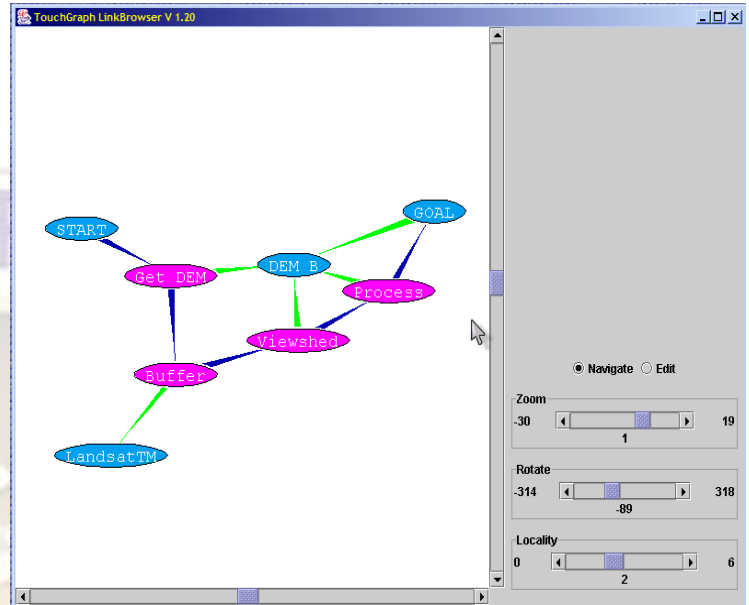 TouchGraph LinkBrowser V 1.20
START
GOAL
Get DEM
DEM B
Process
Viewshed
Buffer
LandsatTM
Navigate Edit
Zoom
-30 19
1
Rotate
-314 318
-89
Locality
0 6
2